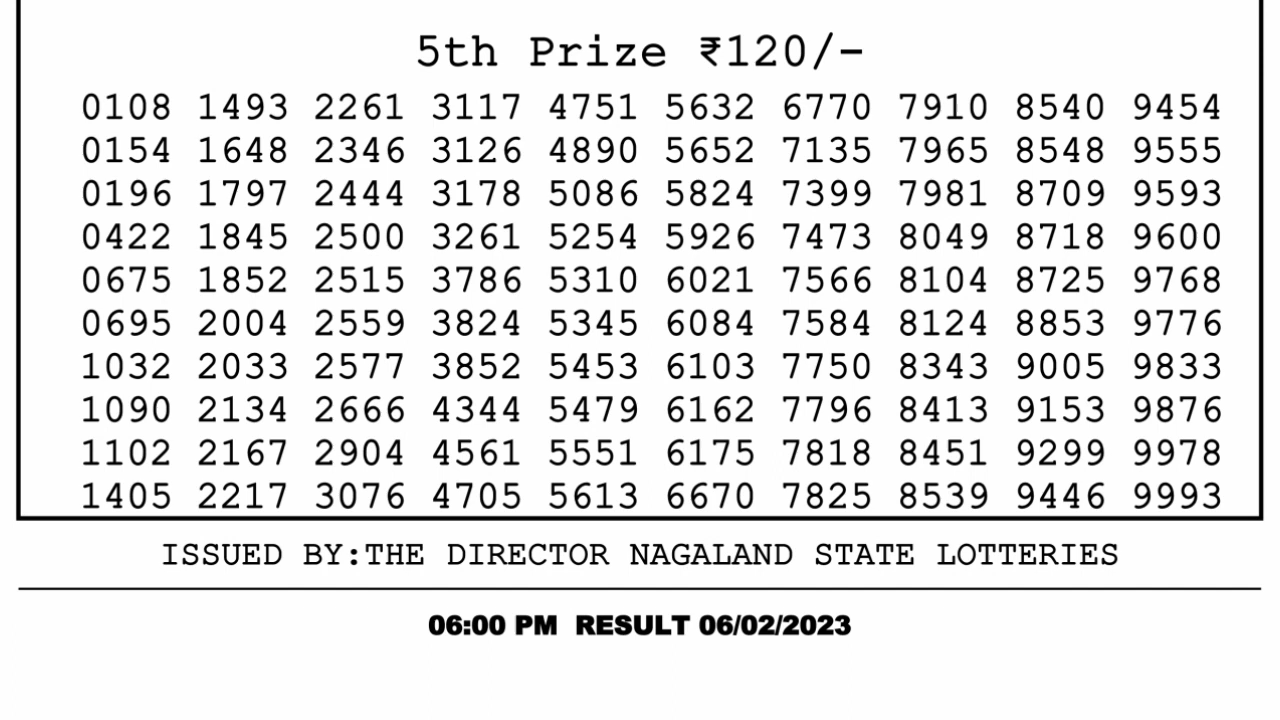 5th Prize ₹120/-
0108 1493 2261 3117 4751 5632 6770 7910 8540 9454
0154 1648 2346 3126 4890 5652 7135 7965 8548 9555
0196 1797 2444 3178 5086 5824 7399 7981 8709 9593
0422 1845 2500 3261 5254 5926 7473 8049 8718 9600
0675 1852 2515 3786 5310 6021 7566 8104 8725 9768
0695 2004 2559 3824 5345 6084 7584 8124 8853 9776
1032 2033 2577 3852 5453 6103 7750 8343 9005 9833
1090 2134 2666 4344 5479 6162 7796 8413 9153 9876
1102 2167 2904 4561 5551 6175 7818 8451 9299 9978
1405 2217 3076 4705 5613 6670 7825 8539 9446 9993
ISSUED BY:THE DIRECTOR NAGALAND STATE LOTTERIES
06:00 PM RESULT 06/02/2023